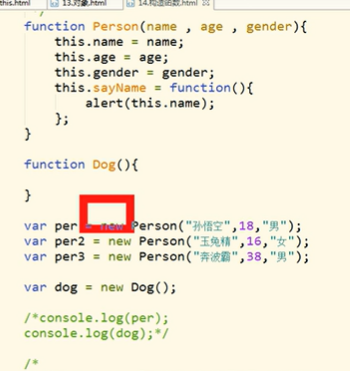 this.html 13.对象.html 14.构造函数.html
function Person(name , age , gender){
this.name = name;
this.age = age;
this.gender = gender;
this.sayName = function(){
alert(this.name);
};
}
function Dog(){
}
var per = new Person("孙悟空",18,"男");
var per2 = new Person("玉兔精",16,"女");
var per3 = new Person("奔波霸",38,"男");
var dog = new Dog();
/*console.log(per);
console.log(dog);*/
/*